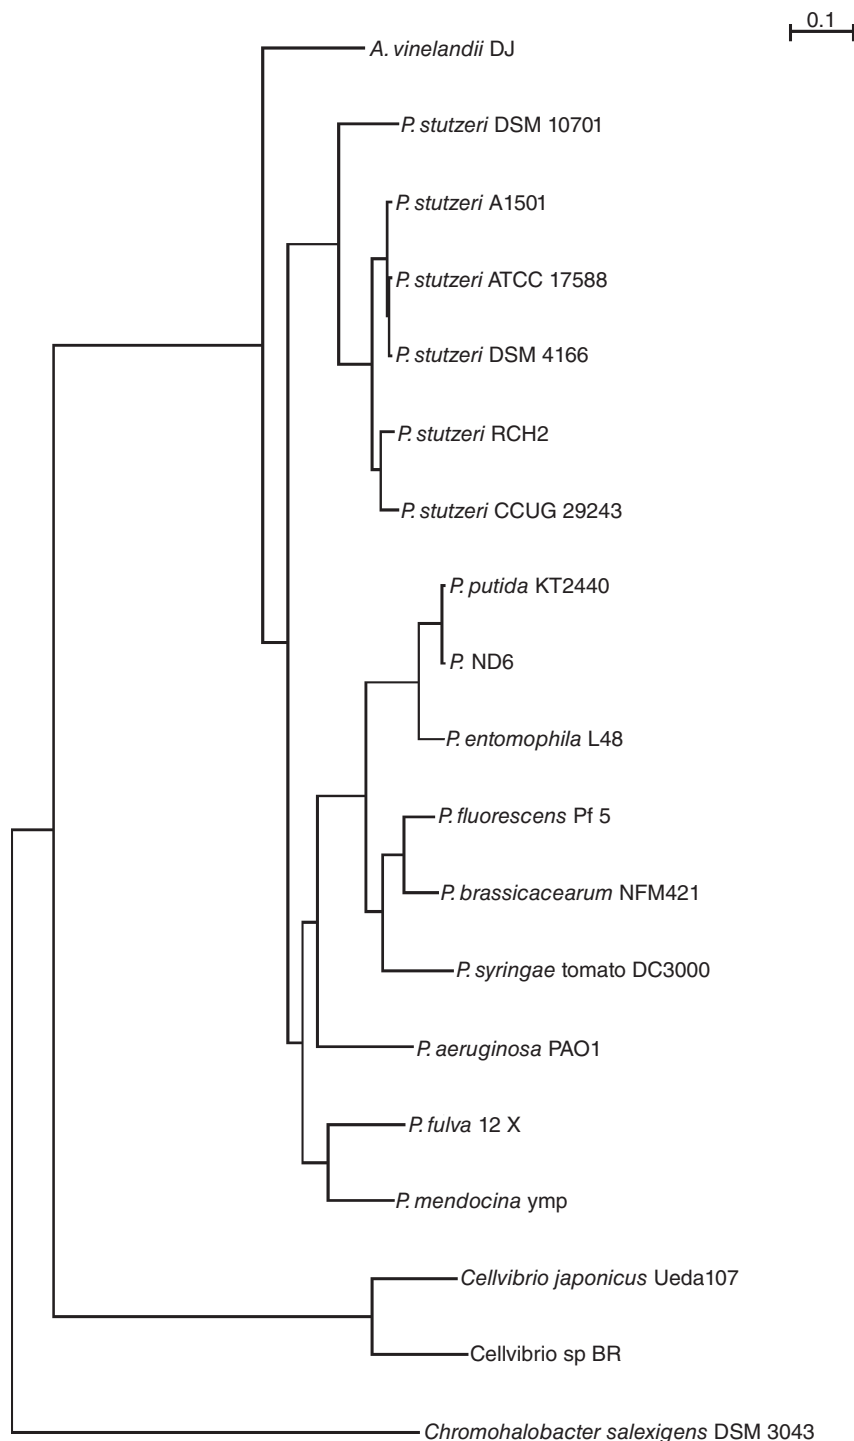 0.1
A. vinelandii DJ
P. stutzeri DSM 10701
P. stutzeri A1501
P. stutzeri ATCC 17588
P. stutzeri DSM 4166
P. stutzeri RCH2
P. stutzeri CCUG 29243
P. putida KT2440
P. ND6
P. entomophila L48
P. fluorescens Pf 5
P. brassicacearum NFM421
P. syringae tomato DC3000
P. aeruginosa PAO1
P. fulva 12 X
P. mendocina ymp
Cellvibrio japonicus Ueda107
Cellvibrio sp BR
Chromohalobacter salexigens DSM 3043